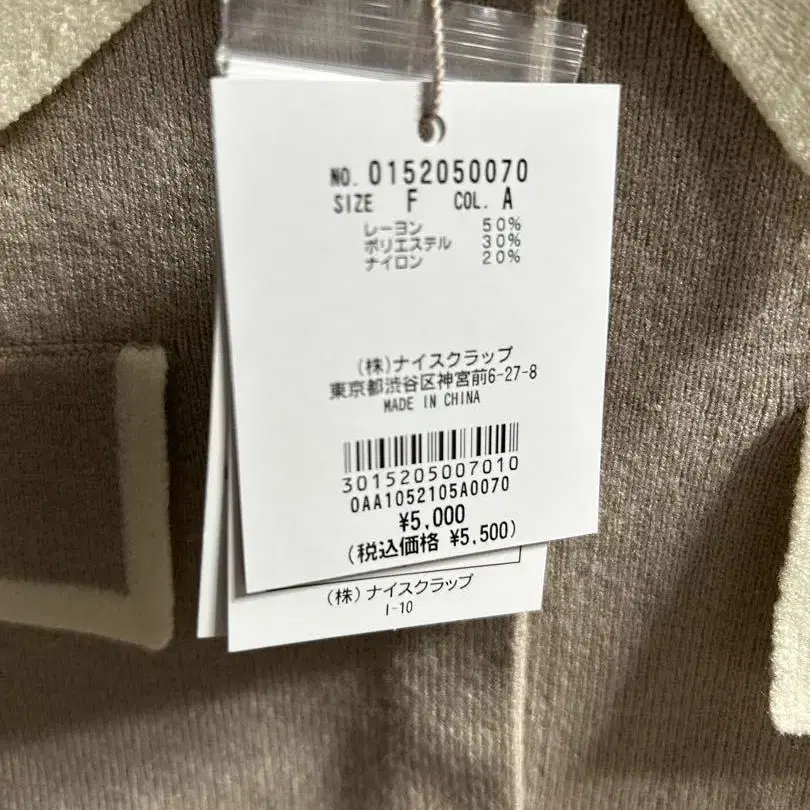 NO. 0152050070
SIZE F COL. A
レーヨン 50%
ポリエステル 30%
ナイロン 20%
(株)ナイスクラップ
東京都渋谷区神宮前6-27-8
MADE IN CHINA
3015205007010
0AA1052105A0070
¥5,000
(税込価格 ¥5,500)
(株)ナイスクラップ
I-10